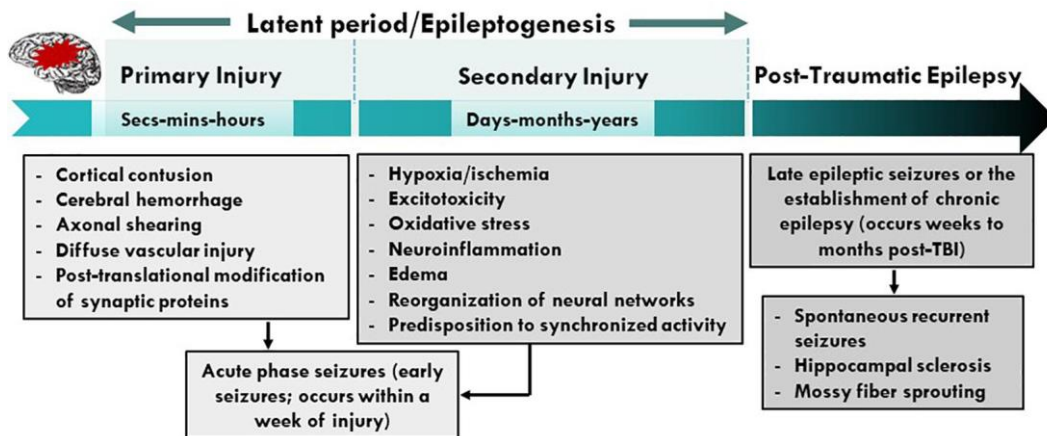 Latent period/Epileptogenesis
Primary Injury
Secondary Injury
Post-Traumatic Epilepsy
Secs-mins-hours
Days-months-years
- Cortical contusion
- Cerebral hemorrhage
- Axonal shearing
- Diffuse vascular injury
- Post-translational modification
of synaptic proteins
- Hypoxia/ischemia
- Excitotoxicity
- Oxidative stress
- Neuroinflammation
- Edema
- Reorganization of neural networks
- Predisposition to synchronized activity
Late epileptic seizures or the
establishment of chronic
epilepsy (occurs weeks to
months post-TBI)
Acute phase seizures (early
seizures; occurs within a
week of injury)
- Spontaneous recurrent
seizures
- Hippocampal sclerosis
- Mossy fiber sprouting